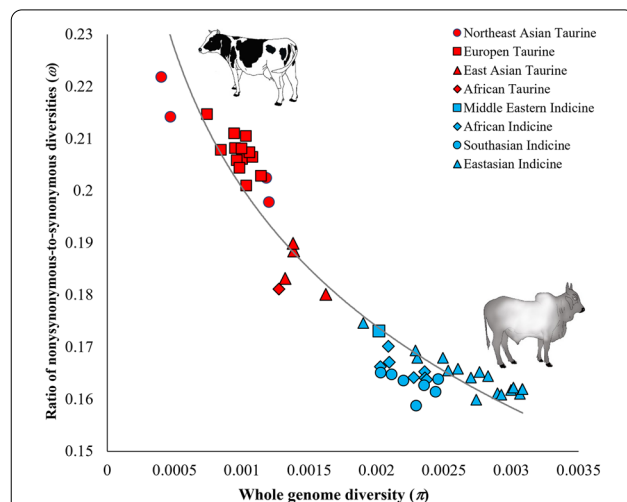 0.23
0.22
0.21
0.2
0.19
0.18
0.17
0.16
0.15
0
0.0005
0.001
0.0015
0.002
0.0025
0.003
0.0035
Ratio of nonysynonymous-to-synonymous diversities (ω)
Whole genome diversity (π)
Northeast Asian Taurine
Europen Taurine
East Asian Taurine
African Taurine
Middle Eastern Indicine
African Indicine
Southasian Indicine
Eastasian Indicine